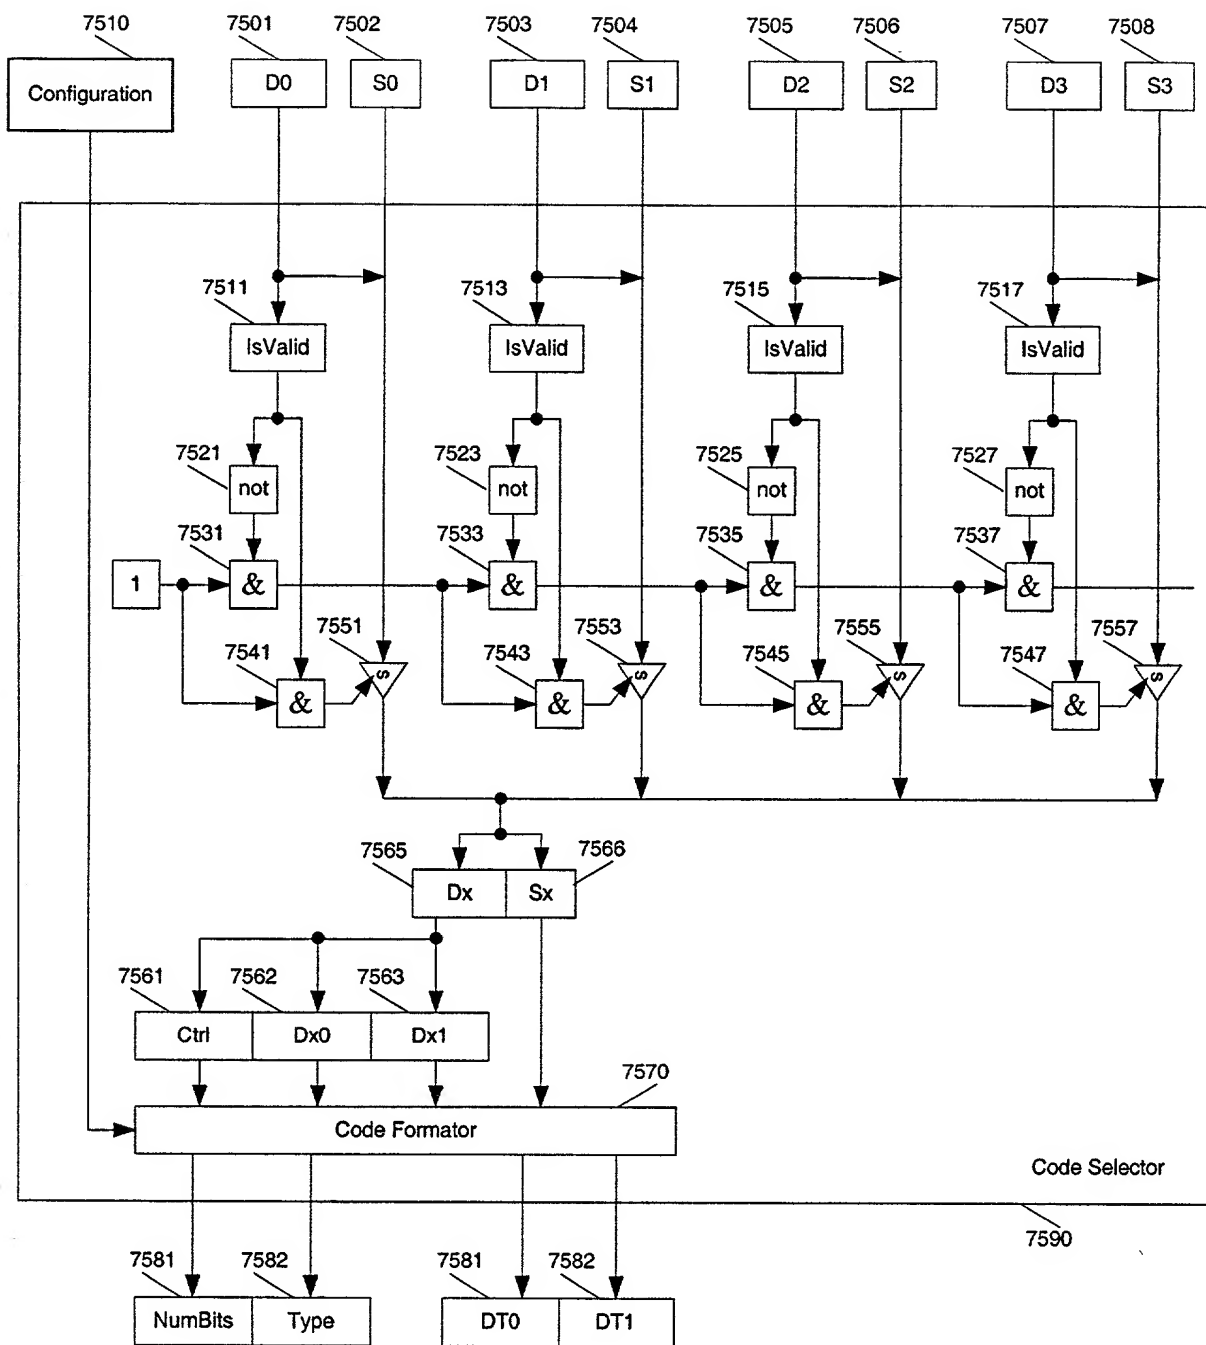 7510 7501 7502 7503 7504 7505 7506 7507 7508
Configuration D0 S0 D1 S1 D2 S2 D3 S3
7511 7513 7515 7517
IsValid IsValid IsValid IsValid
7521 7523 7525 7527
not not not not
7531 7533 7535 7537
1 & & & &
7551 7553 7555 7557
7541 7543 7545 7547
& s & s & s & s
7565 7566
Dx Sx
7561 7562 7563
Ctrl Dx0 Dx1
7570
Code Formator
Code Selector
7590
7581 7582 7581 7582
NumBits Type DT0 DT1